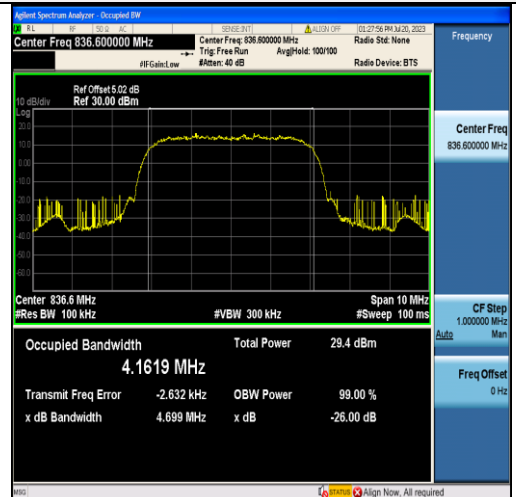 Agilent Spectrum Analyzer - Occupied BW
RL RF 50 Ω AC SENSE:INT ALIGN OFF 01:27:56 PM Jul 20, 2023
Center Freq 836.600000 MHz Center Freq: 836.600000 MHz Radio Std: None
Trig: Free Run Avg|Hold: 100/100
#IFGain:Low #Atten: 40 dB Radio Device: BTS
Frequency
Ref Offset 5.02 dB
10 dB/div Ref 30.00 dBm
Log
20.0
10.0
0.00
-10.0
-20.0
-30.0
-40.0
-50.0
-60.0
Center 836.6 MHz Span 10 MHz
#Res BW 100 kHz #VBW 300 kHz #Sweep 100 ms
Occupied Bandwidth Total Power 29.4 dBm
4.1619 MHz
Transmit Freq Error -2.632 kHz OBW Power 99.00 %
x dB Bandwidth 4.699 MHz x dB -26.00 dB
Center Freq
836.600000 MHz
CF Step
1.000000 MHz
Auto Man
Freq Offset
0 Hz
MSG STATUS Align Now, All required